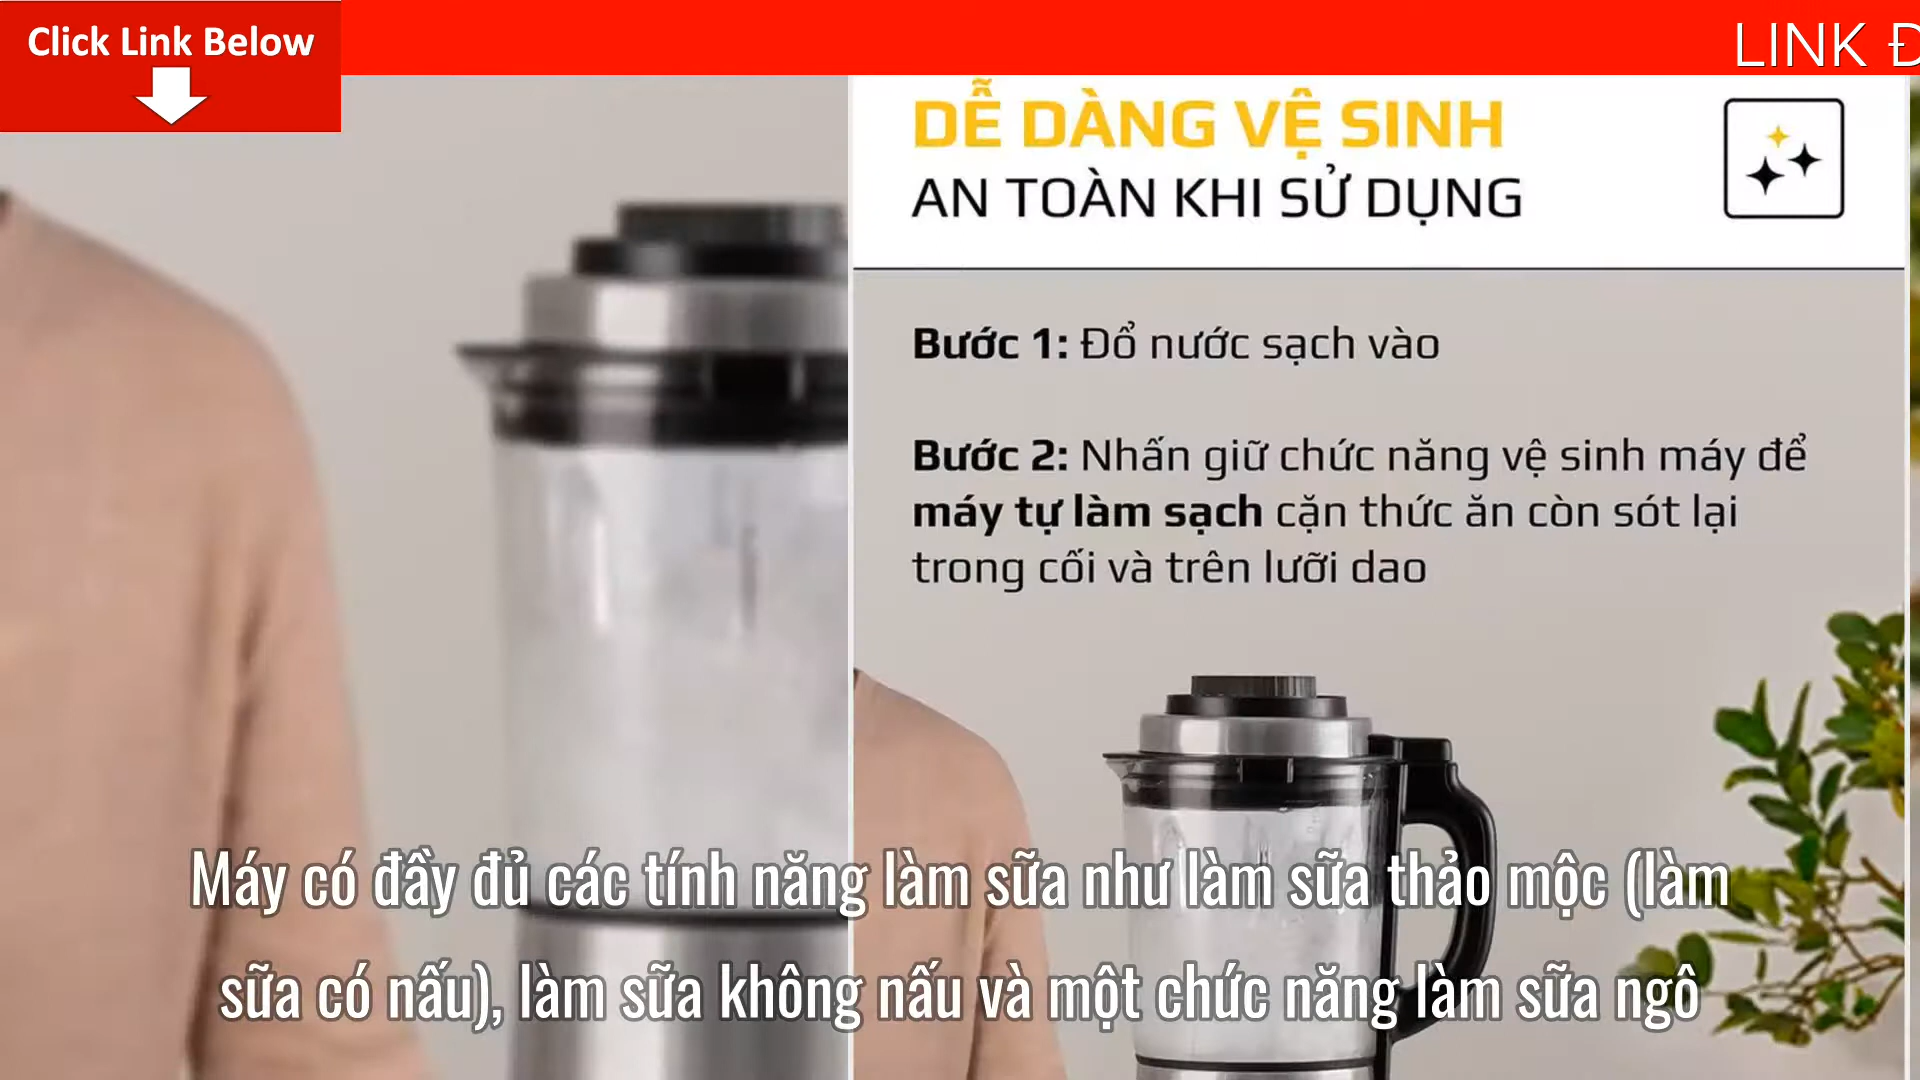 Click Link Below
LINK
DỄ DÀNG VỆ SINH
AN TOÀN KHI SỬ DỤNG
Bước 1: Đổ nước sạch vào
Bước 2: Nhấn giữ chức năng vệ sinh máy để
máy tự làm sạch cặn thức ăn còn sót lại
trong cối và trên lưỡi dao
Máy có đầy đủ các tính năng làm sữa như làm sữa thảo mộc (làm
sữa có nấu), làm sữa không nấu và một chức năng làm sữa ngô